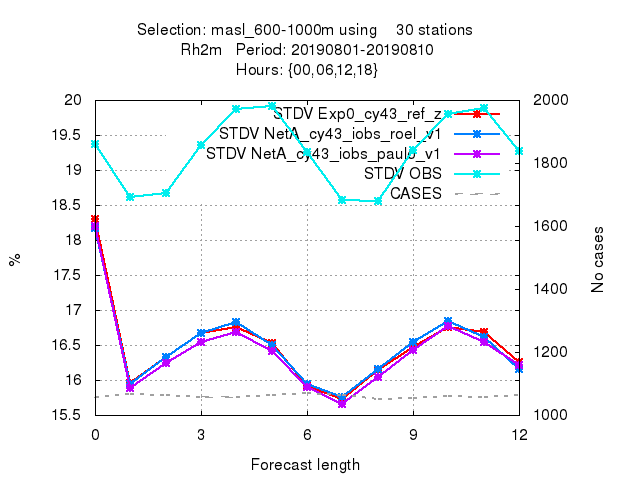 Selection: masl_600-1000m using 30 stations
Rh2m Period: 20190801-20190810
Hours: {00,06,12,18}
20 2000
STDV Exp0_cy43_ref_z
19.5 STDV NetA_cy43_iobs_roel_v1
STDV NetA_cy43_iobs_paulo_v1
19 1800
STDV OBS
18.5 CASES
18 1600
17.5
%
No cases
17 1400
16.5
16 1200
15.5 1000
0 3 6 9 12
Forecast length